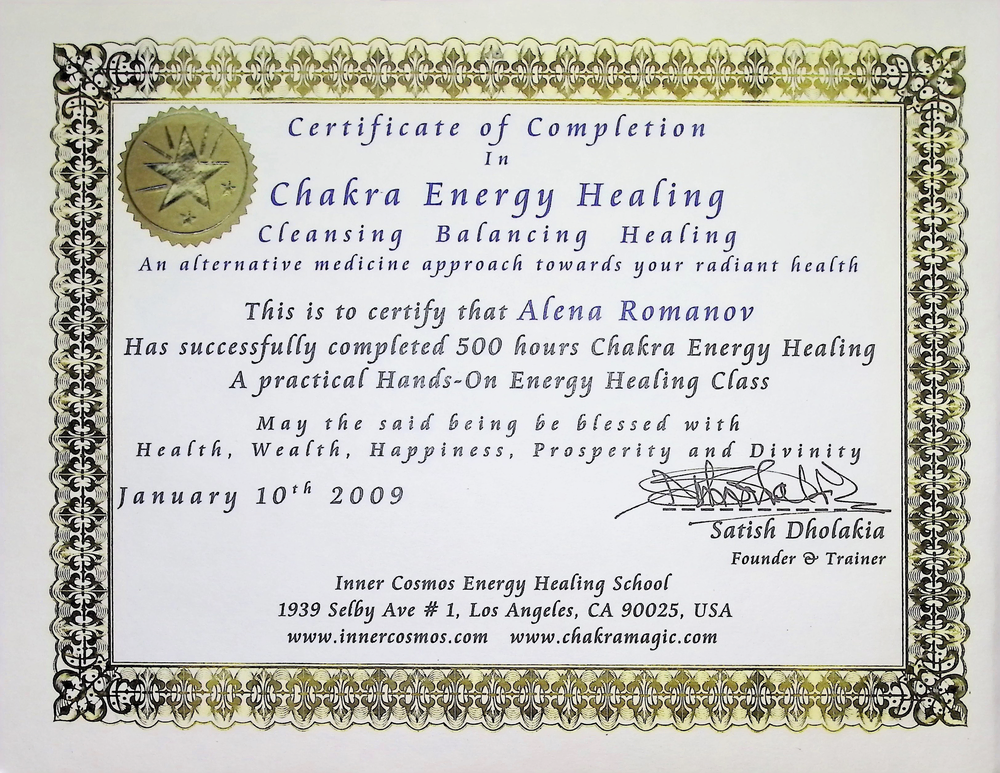 Certificate of Completion
In
Chakra Energy Healing
Cleansing Balancing Healing
An alternative medicine approach towards your radiant health
This is to certify that Alena Romanov
Has successfully completed 500 hours Chakra Energy Healing
A practical Hands-On Energy Healing Class
May the said being be blessed with
Health, Wealth, Happiness, Prosperity and Divinity
January 10th 2009
Satish Dholakia
Founder & Trainer
Inner Cosmos Energy Healing School
1939 Selby Ave # 1, Los Angeles, CA 90025, USA
www.innercosmos.com www.chakramagic.com